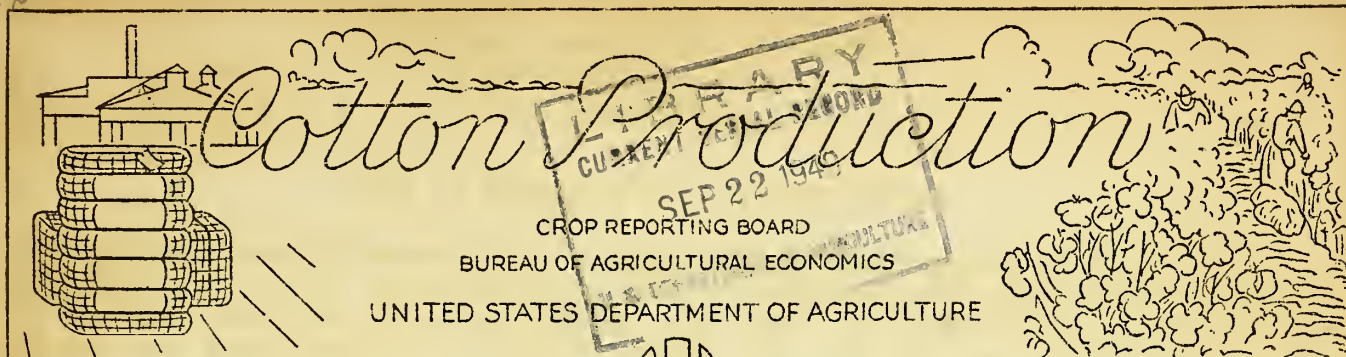 Cotton Production
LIBRARY
CURRENT SERIAL RECORD
SEP 22 1949
CROP REPORTING BOARD
BUREAU OF AGRICULTURAL ECONOMICS
UNITED STATES DEPARTMENT OF AGRICULTURE